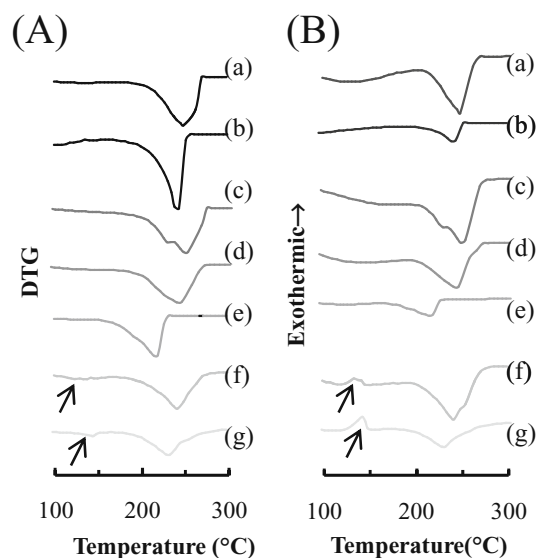 (A)
(a)
(b)
(c)
(d)
(e)
(f)
(g)
DTG
100 200 300
Temperature (°C)
(B)
(a)
(b)
(c)
(d)
(e)
(f)
(g)
Exothermic→
100 200 300
Temperature(°C)